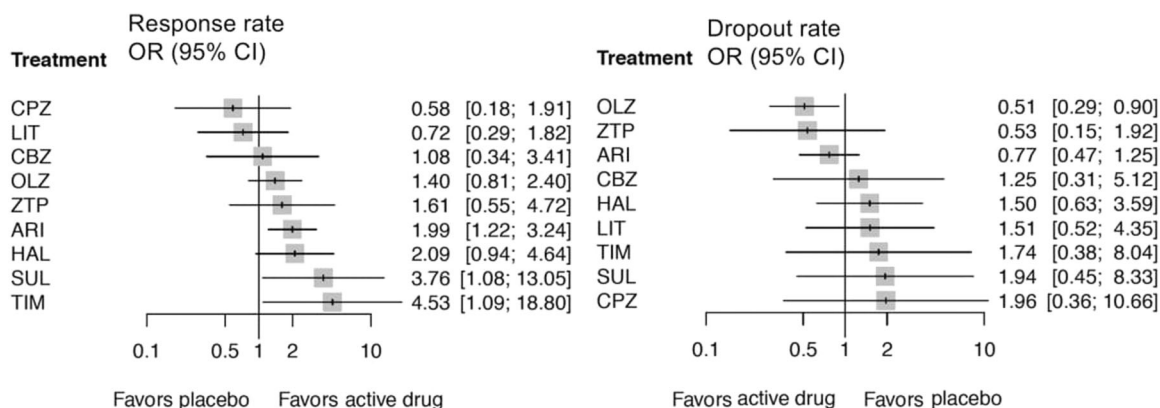 Response rate
Treatment OR (95% CI)
CPZ 0.58 [0.18; 1.91]
LIT 0.72 [0.29; 1.82]
CBZ 1.08 [0.34; 3.41]
OLZ 1.40 [0.81; 2.40]
ZTP 1.61 [0.55; 4.72]
ARI 1.99 [1.22; 3.24]
HAL 2.09 [0.94; 4.64]
SUL 3.76 [1.08; 13.05]
TIM 4.53 [1.09; 18.80]
0.1 0.5 1 2 10
Favors placebo Favors active drug
Dropout rate
Treatment OR (95% CI)
OLZ 0.51 [0.29; 0.90]
ZTP 0.53 [0.15; 1.92]
ARI 0.77 [0.47; 1.25]
CBZ 1.25 [0.31; 5.12]
HAL 1.50 [0.63; 3.59]
LIT 1.51 [0.52; 4.35]
TIM 1.74 [0.38; 8.04]
SUL 1.94 [0.45; 8.33]
CPZ 1.96 [0.36; 10.66]
0.1 0.5 1 2 10
Favors active drug Favors placebo